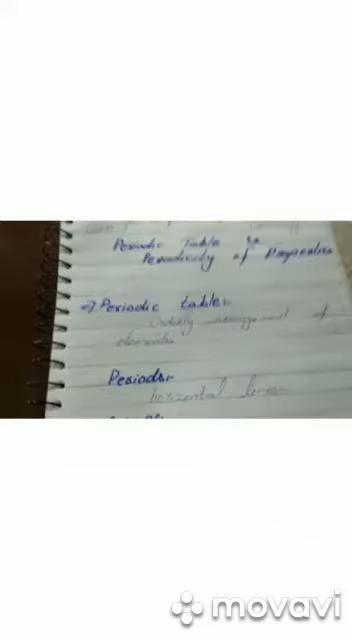 Periodic Table &
Periodicity of Properties
=> Periodic table:-
Orderly arrangement of
elements
Periods:-
horizontal lines
movavi